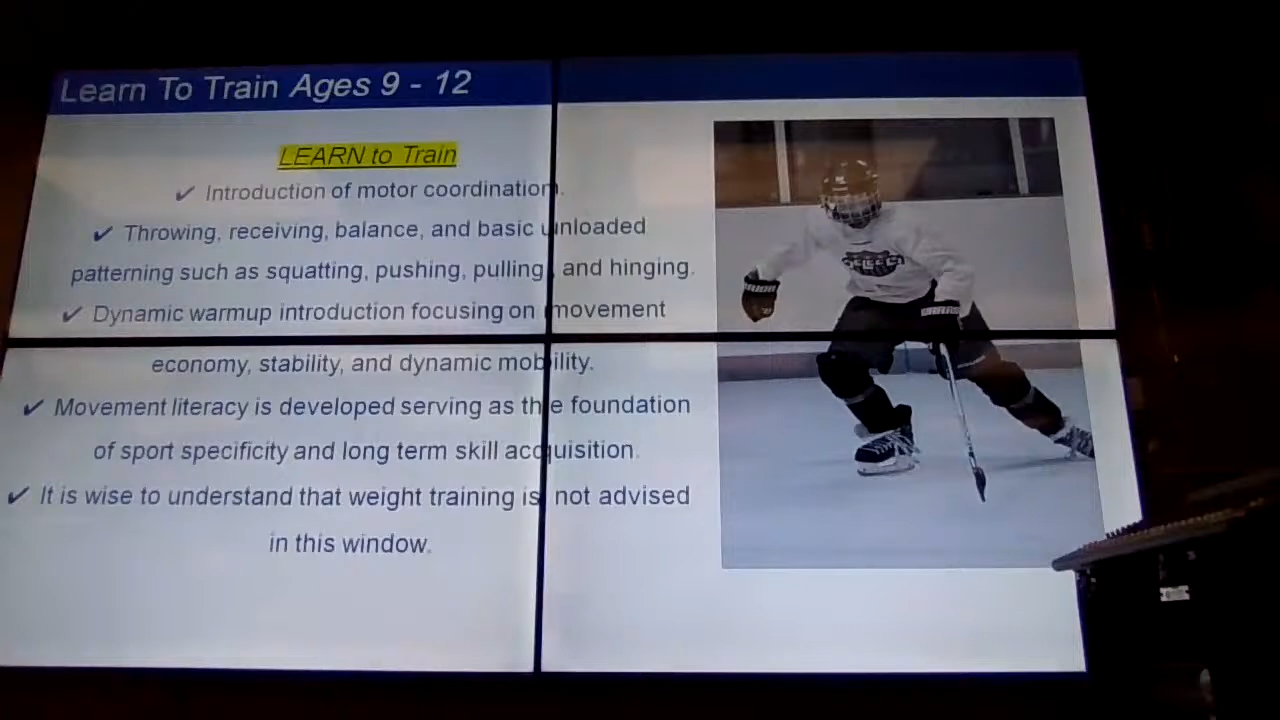 Learn To Train Ages 9 - 12
LEARN to Train
✔ Introduction of motor coordination.
✔ Throwing, receiving, balance, and basic unloaded
patterning such as squatting, pushing, pulling, and hinging.
✔ Dynamic warmup introduction focusing on movement
economy, stability, and dynamic mobility.
✔ Movement literacy is developed serving as the foundation
of sport specificity and long term skill acquisition.
✔ It is wise to understand that weight training is not advised
in this window.